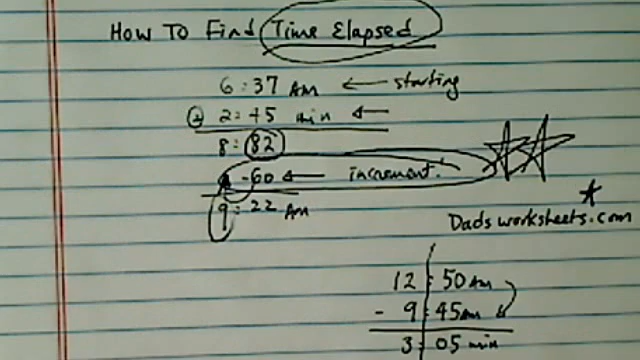 How To Find Time Elapsed
6:37 AM ← starting
+ 2:45 min ←
8:82
-60 ← increment!
9:22 AM
Dadsworksheets.com
12:50 AM
- 9:45 AM
3:05 min